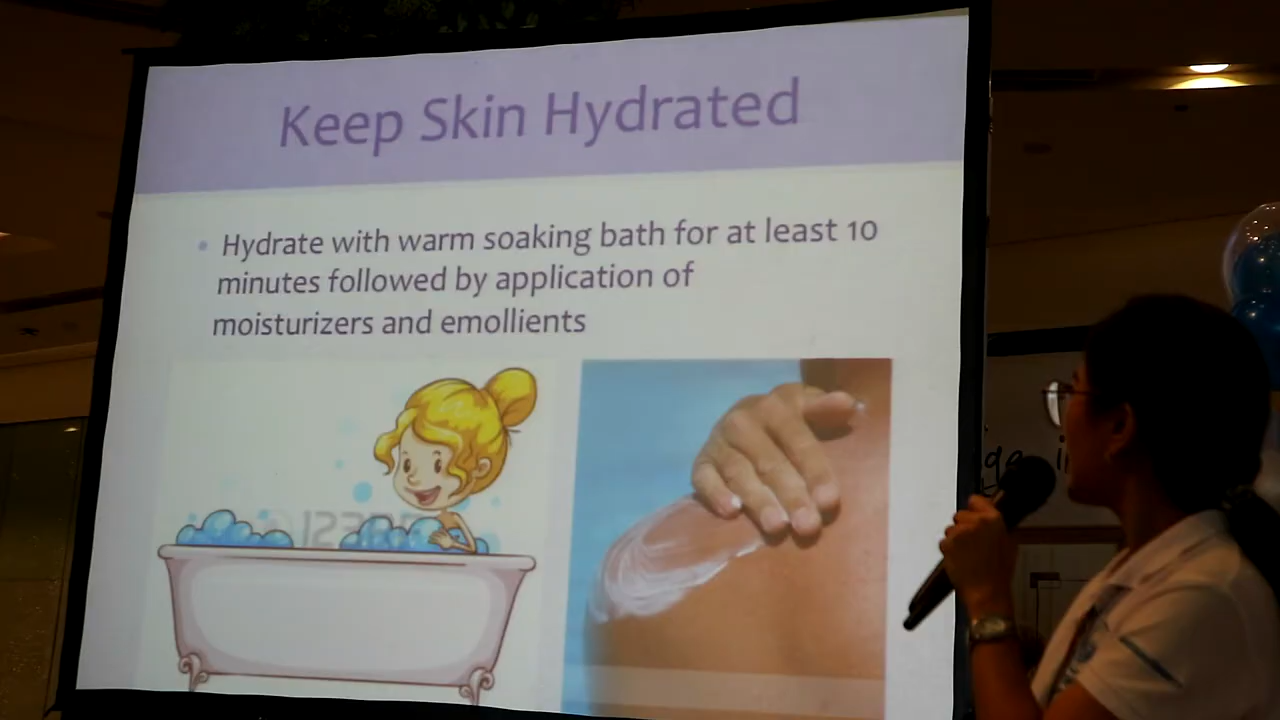 Keep Skin Hydrated
Hydrate with warm soaking bath for at least 10
minutes followed by application of
moisturizers and emollients